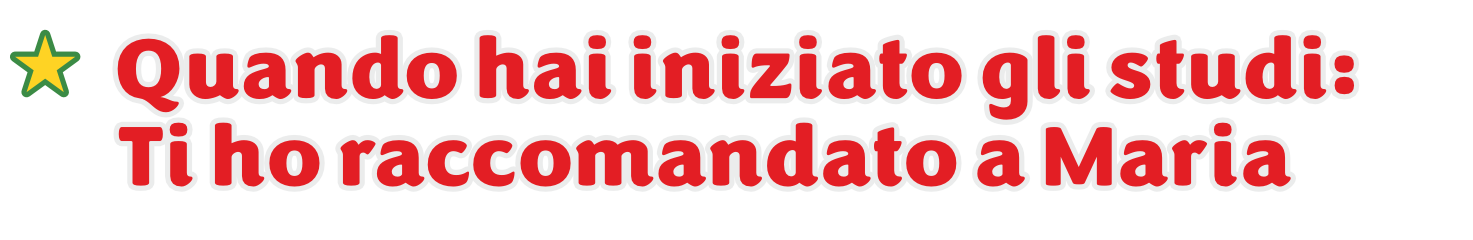 Quando hai iniziato gli studi:
Ti ho raccomandato a Maria